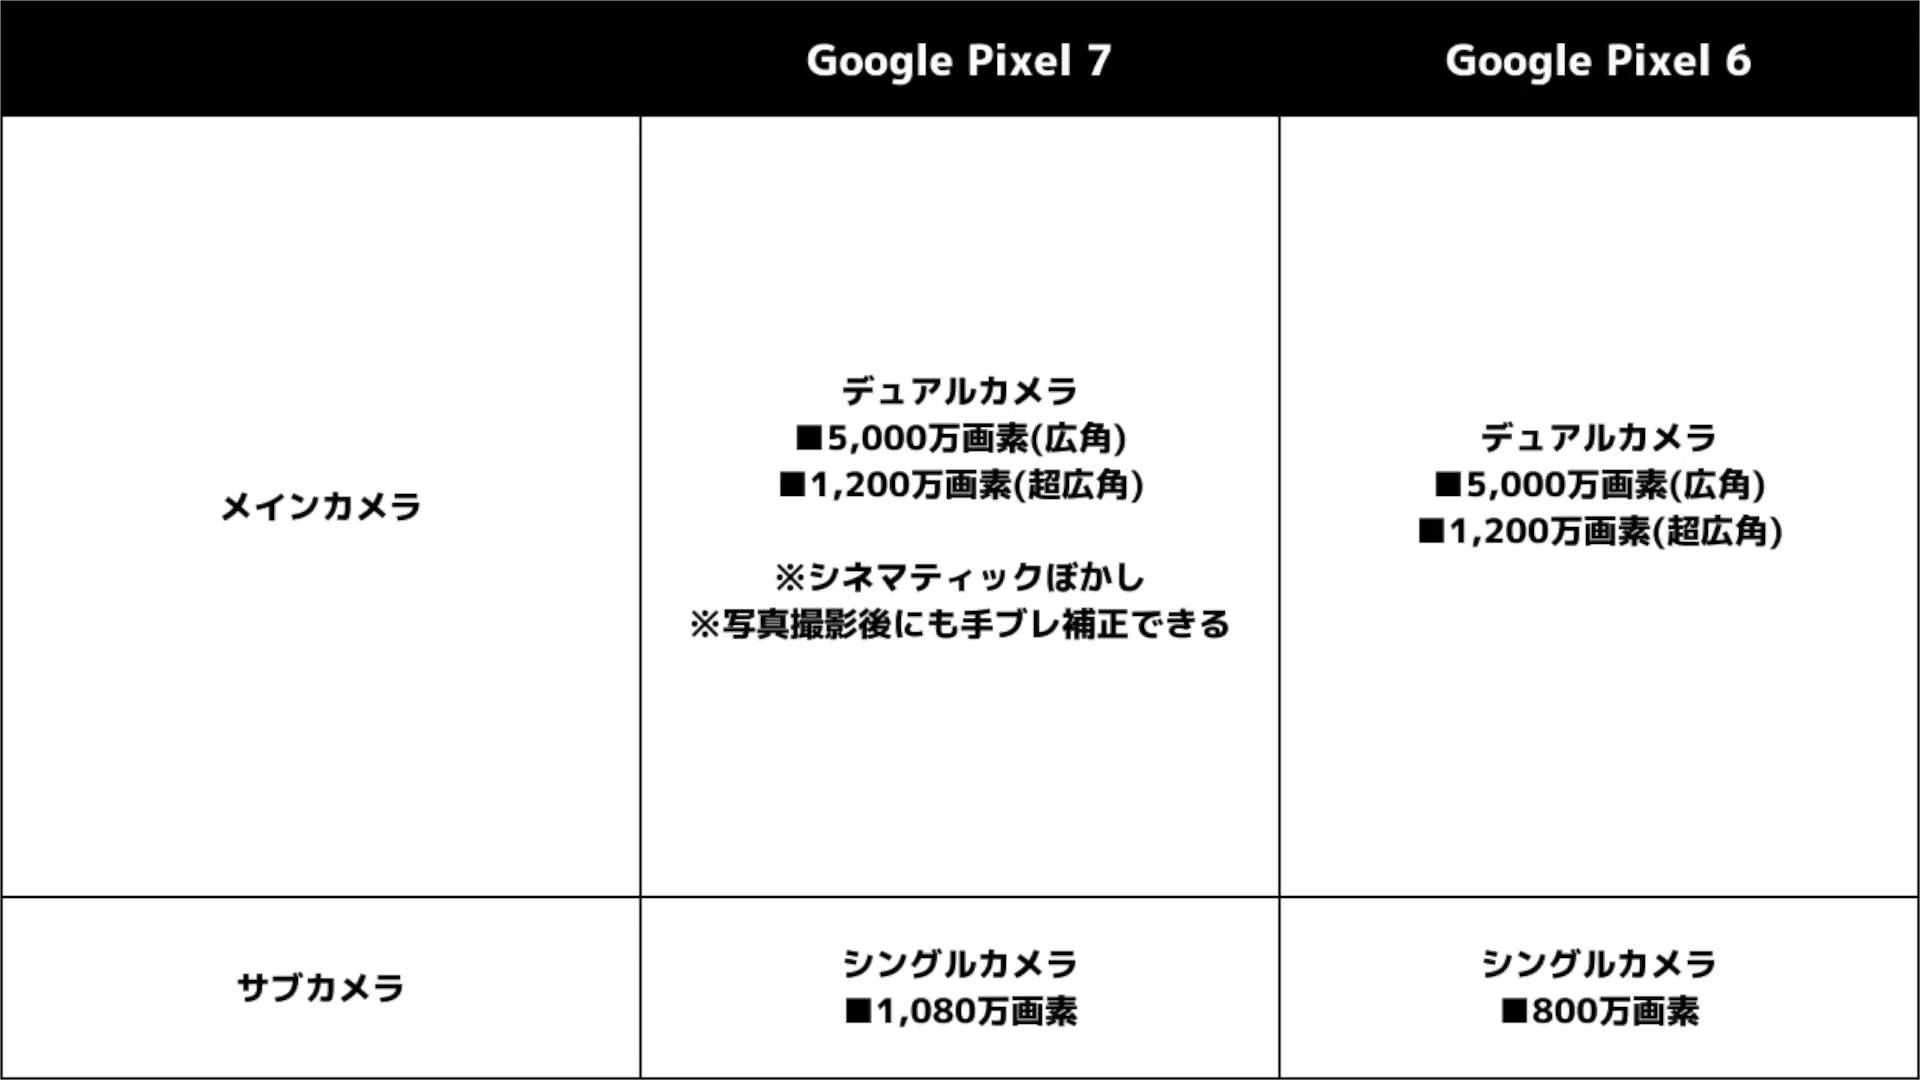 Google Pixel 7
Google Pixel 6
メインカメラ
デュアルカメラ
■5,000万画素(広角)
■1,200万画素(超広角)
※シネマティックぼかし
※写真撮影後にも手ブレ補正できる
デュアルカメラ
■5,000万画素(広角)
■1,200万画素(超広角)
サブカメラ
シングルカメラ
■1,080万画素
シングルカメラ
■800万画素